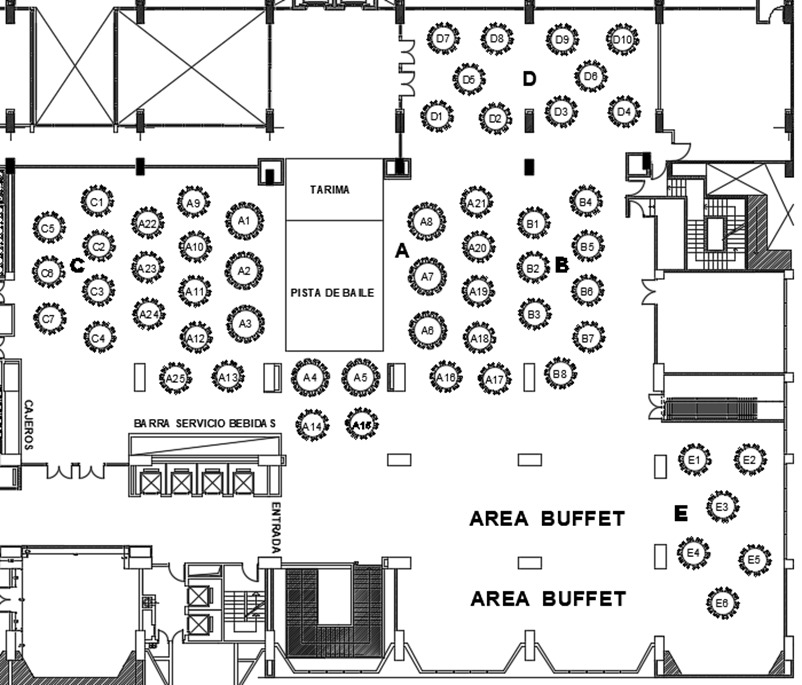 D7 D8 D9 D10
D5 D D6
D1 D2 D3 D4
TARIMA
C1 A9 A21 B4
C5 A22 A1 A8 B1
C2 A10 A A20 B5
C6 C A23 A2 A7 B2 B
C3 A11 PISTA DE BAILE A19 B6
C7 A24 A3 A6 B3
C4 A12 A18 B7
A25 A13 A4 A5 A16 A17 B8
CAJEROS
BARRA SERVICIO BEBIDAS A14
E1 E2
ENTRADA
AREA BUFFET E E3
E4 E5
AREA BUFFET E6